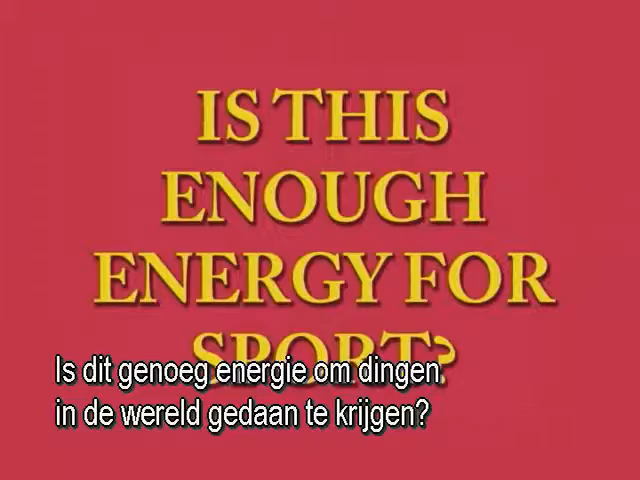 IS THIS
ENOUGH
ENERGY FOR
SPORT?
Is dit genoeg energie om dingen
in de wereld gedaan te krijgen?